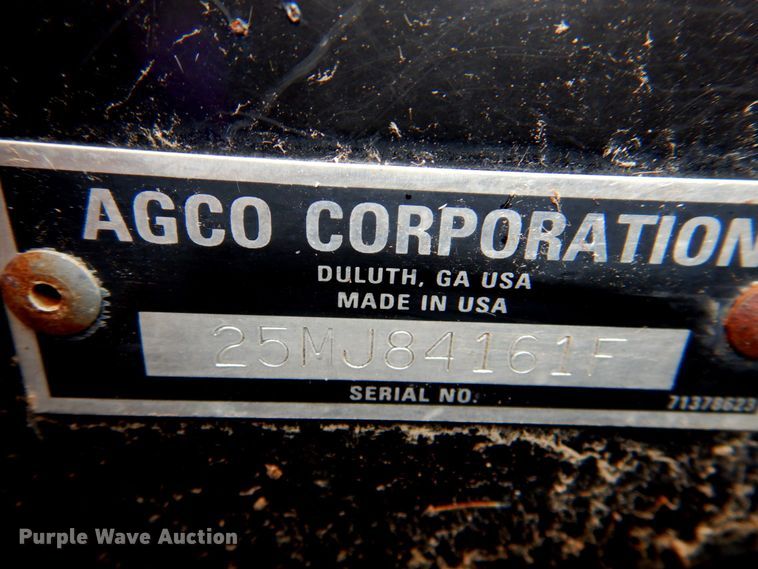 AGCO CORPORATION
DULUTH, GA USA
MADE IN USA
25MJ84161F
SERIAL NO.
71378623
Purple Wave Auction